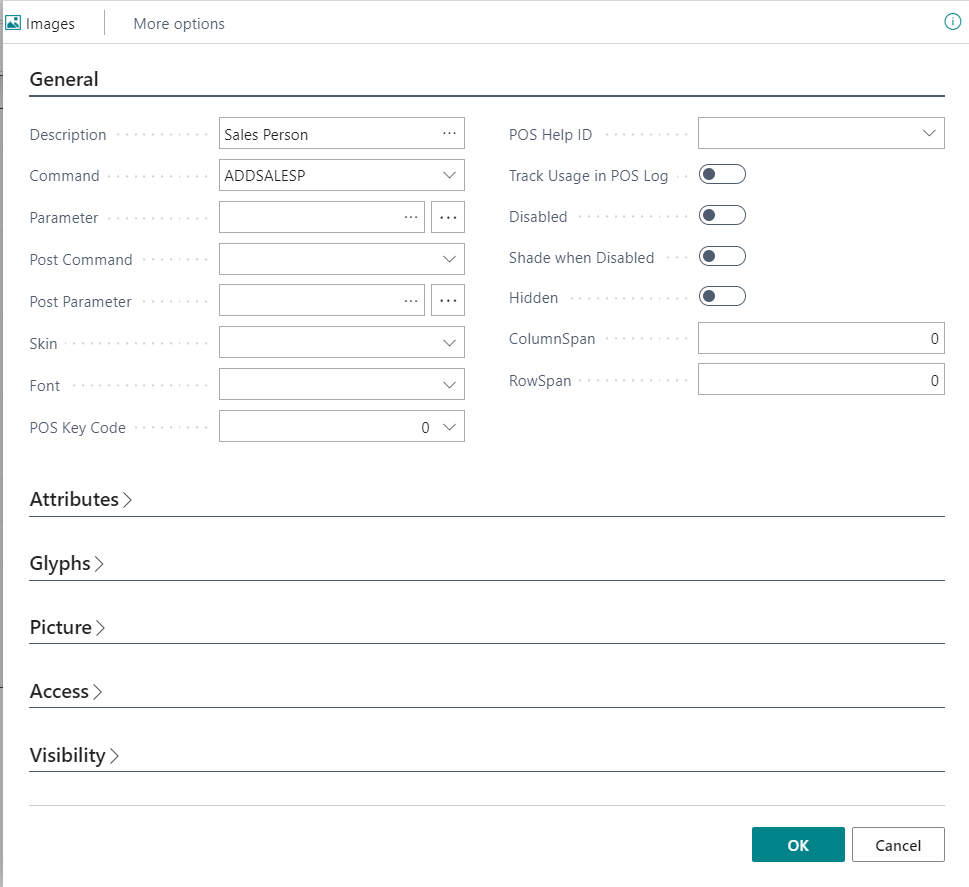 Images
More options
General
Description
Sales Person
Command
ADDSALESP
Parameter
Post Command
Post Parameter
Skin
Font
POS Key Code
0
POS Help ID
Track Usage in POS Log
Disabled
Shade when Disabled
Hidden
ColumnSpan
0
RowSpan
0
Attributes
Glyphs
Picture
Access
Visibility
OK
Cancel